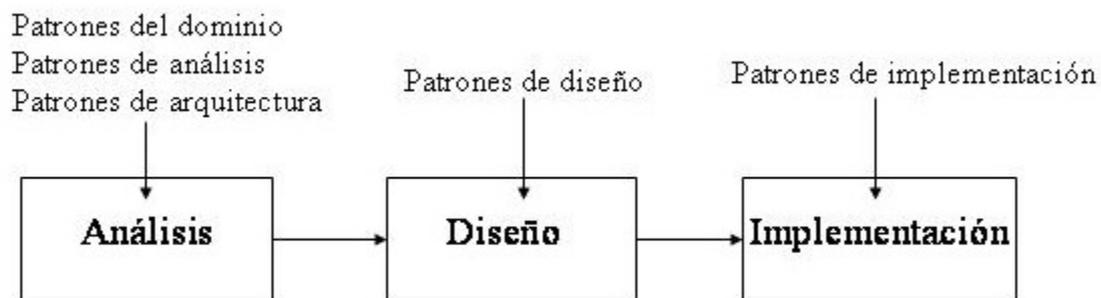 Patrones del dominio
Patrones de análisis
Patrones de arquitectura
Patrones de diseño
Patrones de implementación
Análisis
Diseño
Implementación